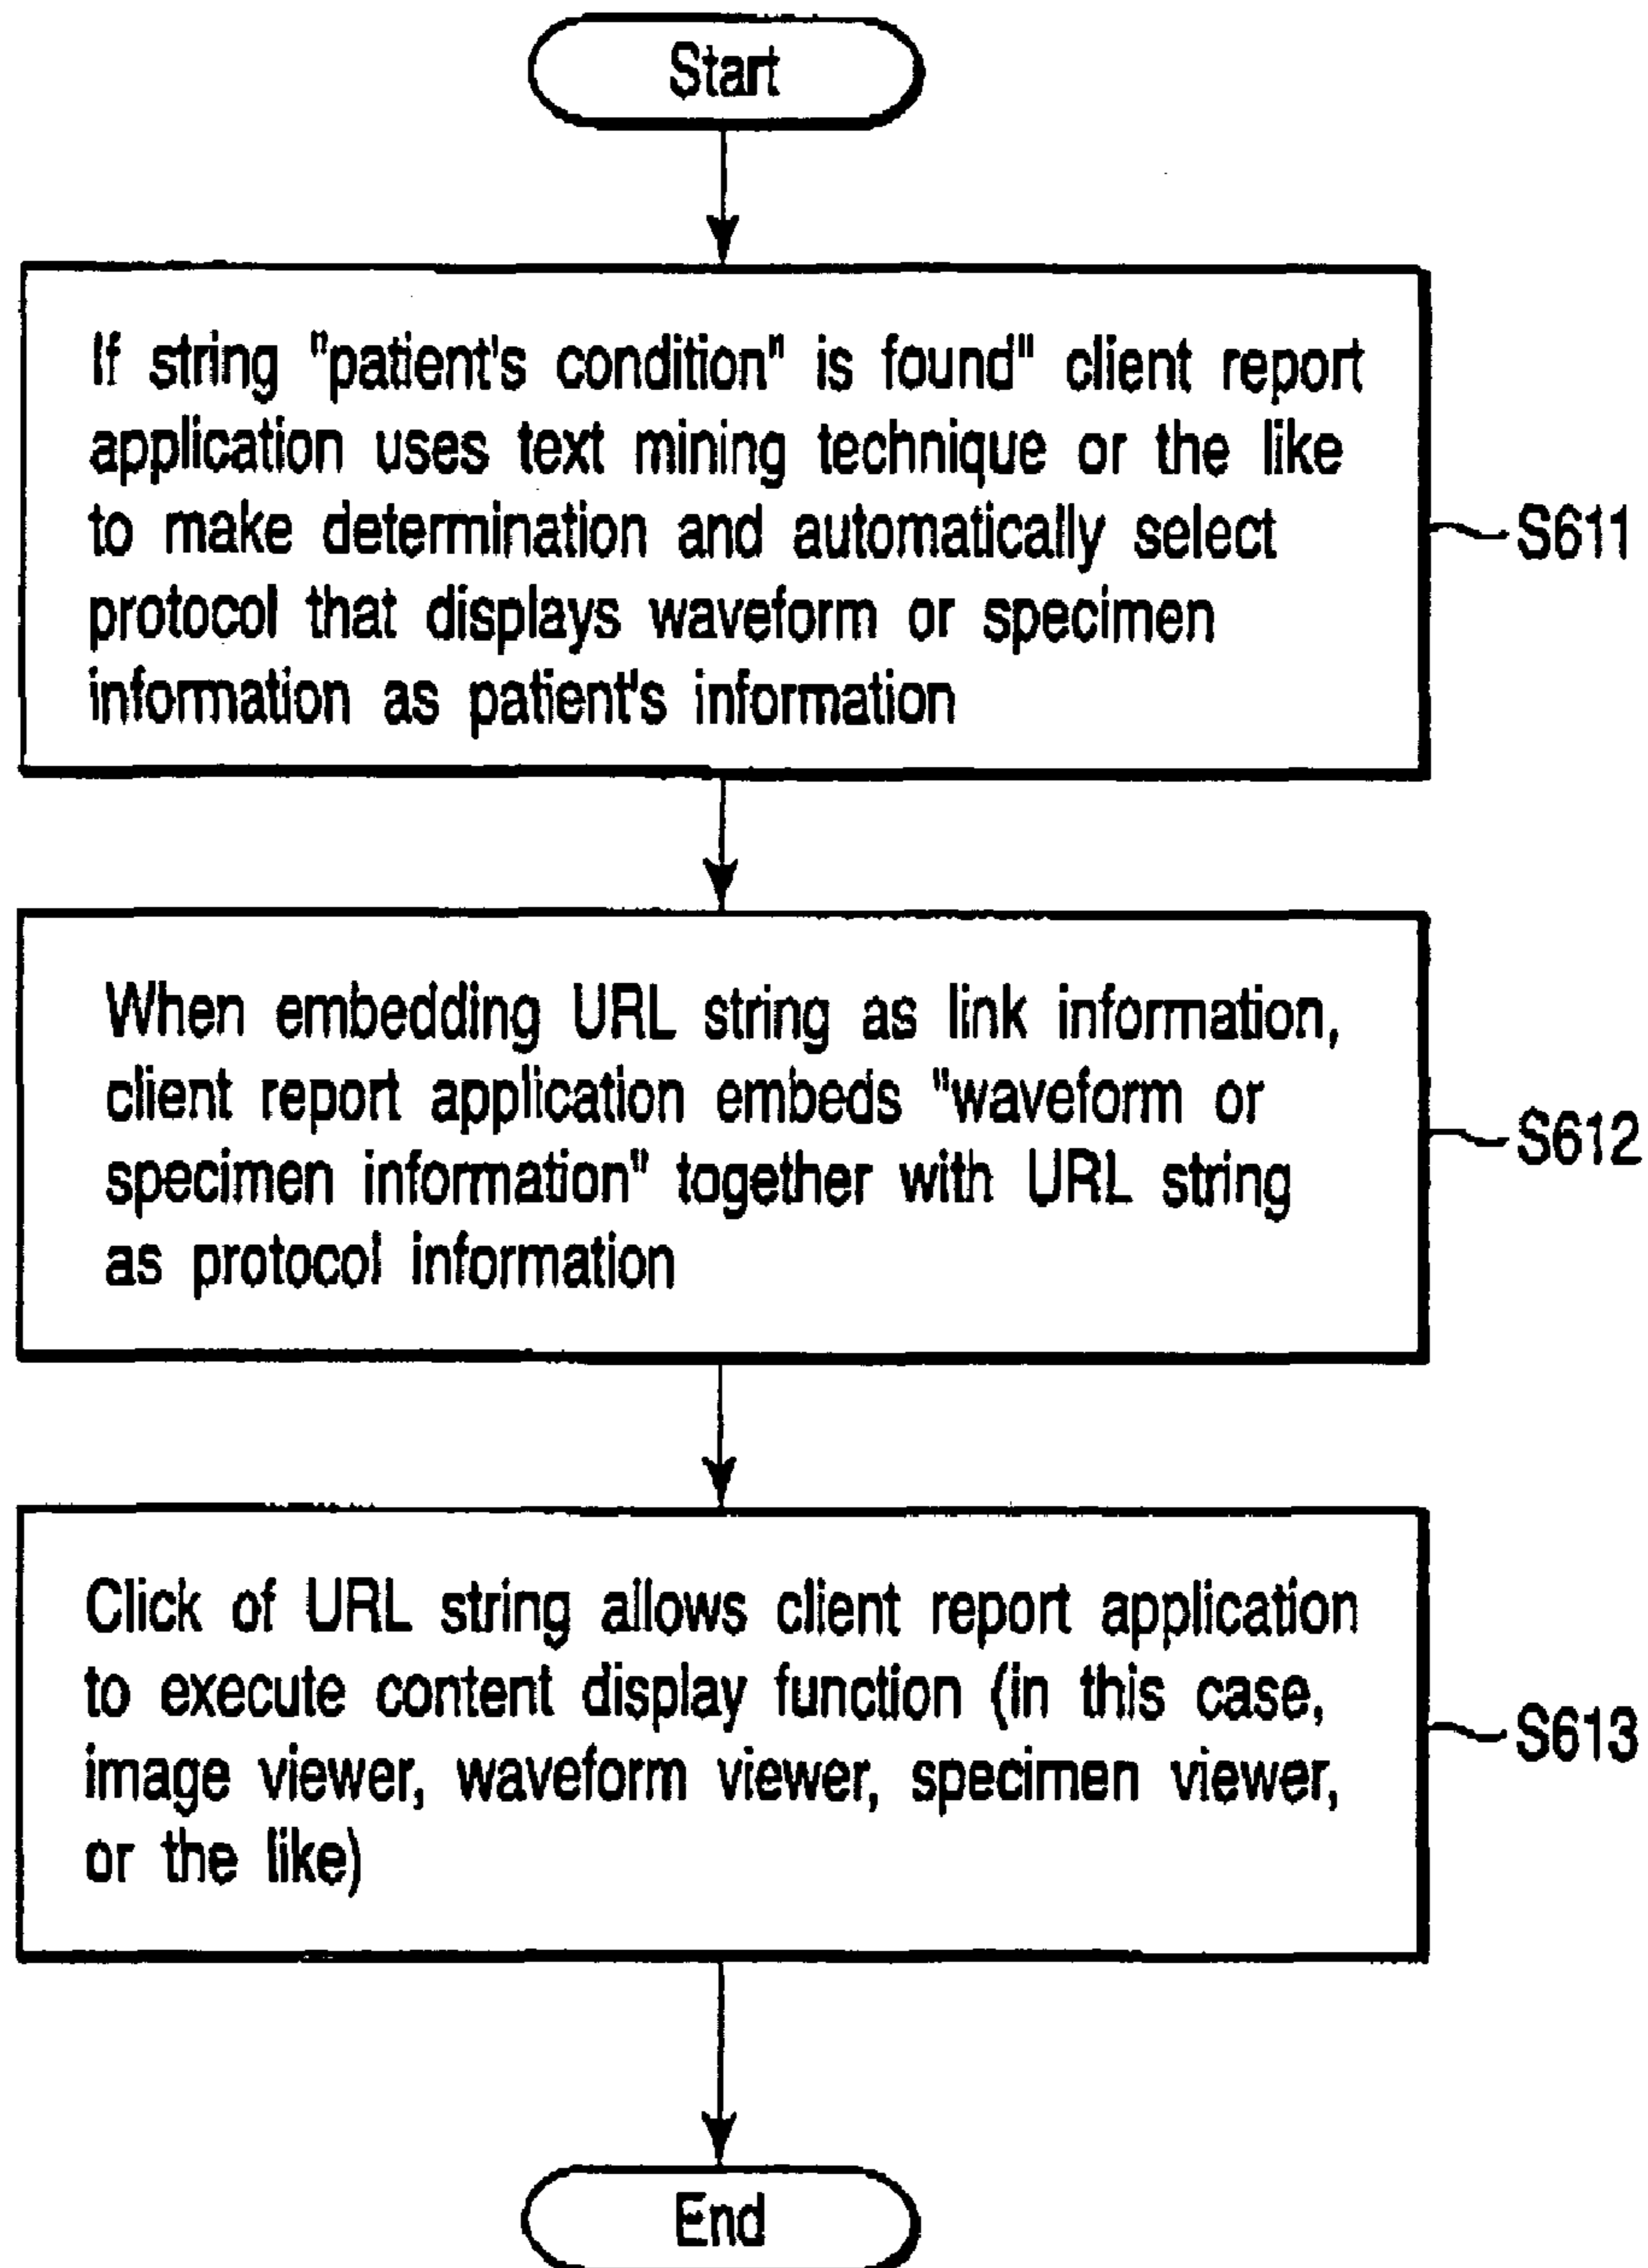 Start
If string "patient's condition" is found" client report
application uses text mining technique or the like
to make determination and automatically select
protocol that displays waveform or specimen
information as patient's information
S611
When embedding URL string as link information,
client report application embeds "waveform or
specimen information" together with URL string
as protocol information
S612
Click of URL string allows client report application
to execute content display function (in this case,
image viewer, waveform viewer, specimen viewer,
or the like)
S613
End